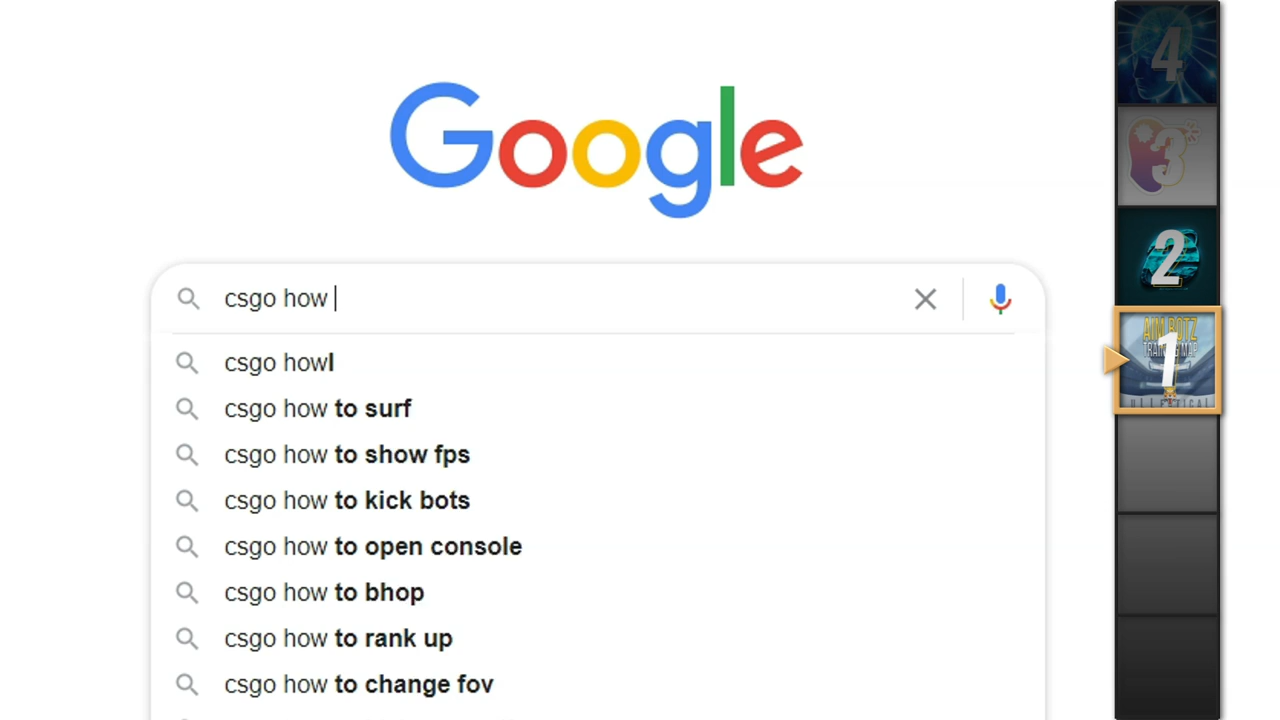 Google
csgo how
csgo howl
csgo how to surf
csgo how to show fps
csgo how to kick bots
csgo how to open console
csgo how to bhop
csgo how to rank up
csgo how to change fov
4
3
2
AIM BOTZ
TRAINING MAP
1